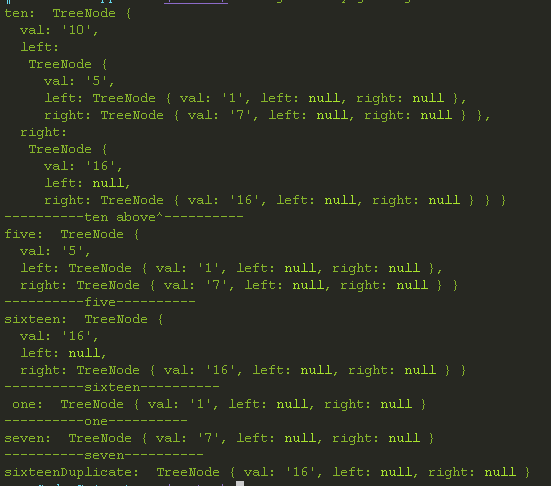 ten:  TreeNode {
  val: '10',
  left:
   TreeNode {
     val: '5',
     left: TreeNode { val: '1', left: null, right: null },
     right: TreeNode { val: '7', left: null, right: null } },
  right:
   TreeNode {
     val: '16',
     left: null,
     right: TreeNode { val: '16', left: null, right: null } } }
----------ten above^----------
five:  TreeNode {
  val: '5',
  left: TreeNode { val: '1', left: null, right: null },
  right: TreeNode { val: '7', left: null, right: null } }
----------five----------
sixteen:  TreeNode {
  val: '16',
  left: null,
  right: TreeNode { val: '16', left: null, right: null } }
----------sixteen----------
 one:  TreeNode { val: '1', left: null, right: null }
----------one----------
seven:  TreeNode { val: '7', left: null, right: null }
----------seven----------
sixteenDuplicate:  TreeNode { val: '16', left: null, right: null }